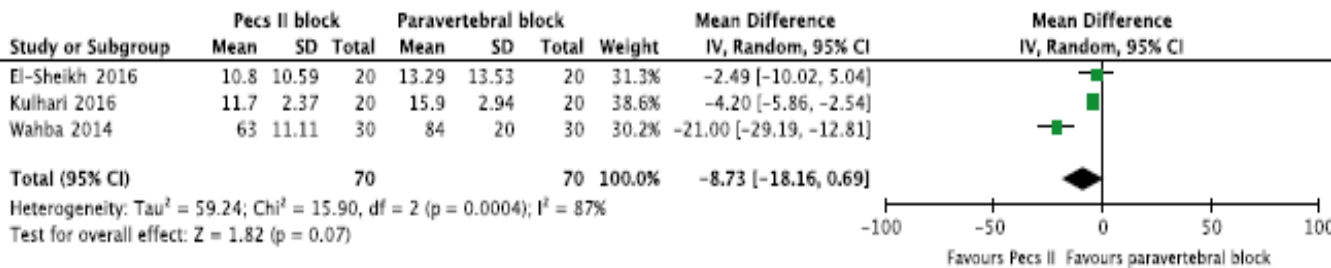 Pecs II block Paravertebral block Mean Difference Mean Difference
Study or Subgroup Mean SD Total Mean SD Total Weight IV, Random, 95% CI IV, Random, 95% CI
El-Sheikh 2016 10.8 10.59 20 13.29 13.53 20 31.3% −2.49 [−10.02, 5.04]
Kulhari 2016 11.7 2.37 20 15.9 2.94 20 38.6% −4.20 [−5.86, −2.54]
Wahba 2014 63 11.11 30 84 20 30 30.2% −21.00 [−29.19, −12.81]
Total (95% CI) 70 70 100.0% −8.73 [−18.16, 0.69]
Heterogeneity: Tau² = 59.24; Chi² = 15.90, df = 2 (p = 0.0004); I² = 87%
Test for overall effect: Z = 1.82 (p = 0.07)
−100 −50 0 50 100
Favours Pecs II Favours paravertebral block